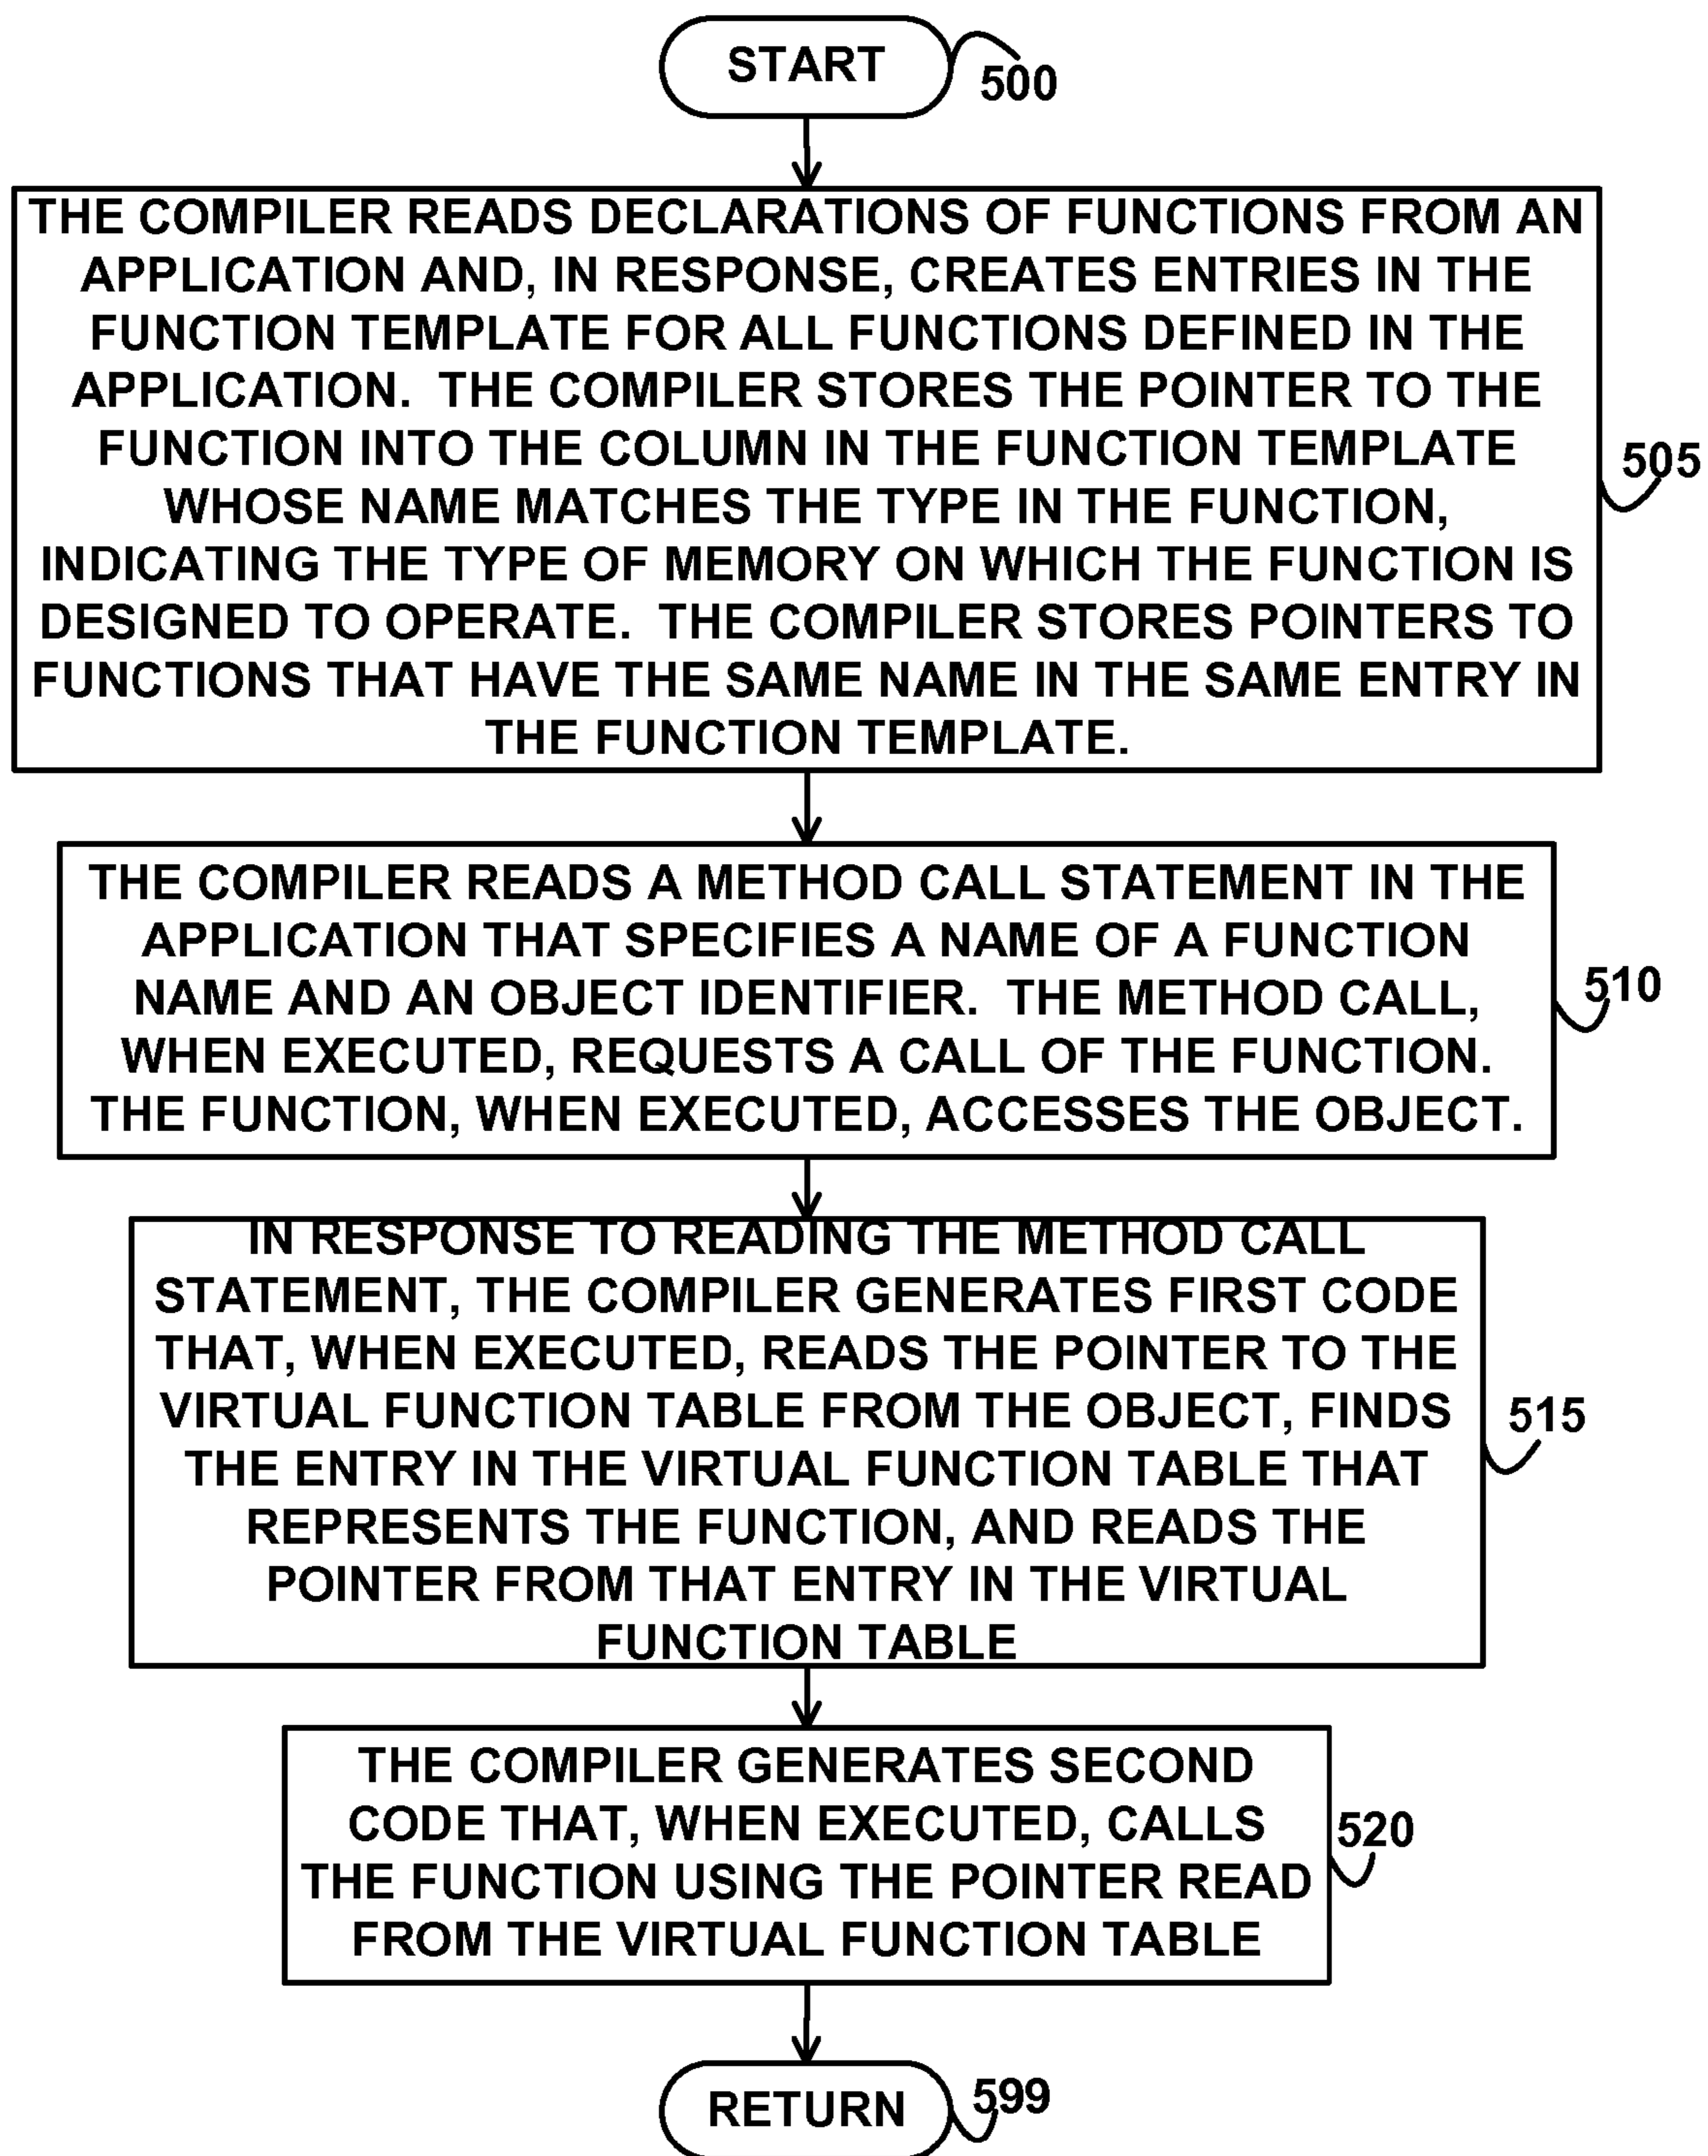 START
500
THE COMPILER READS DECLARATIONS OF FUNCTIONS FROM AN
APPLICATION AND, IN RESPONSE, CREATES ENTRIES IN THE
FUNCTION TEMPLATE FOR ALL FUNCTIONS DEFINED IN THE
APPLICATION. THE COMPILER STORES THE POINTER TO THE
FUNCTION INTO THE COLUMN IN THE FUNCTION TEMPLATE
WHOSE NAME MATCHES THE TYPE IN THE FUNCTION,
INDICATING THE TYPE OF MEMORY ON WHICH THE FUNCTION IS
DESIGNED TO OPERATE. THE COMPILER STORES POINTERS TO
FUNCTIONS THAT HAVE THE SAME NAME IN THE SAME ENTRY IN
THE FUNCTION TEMPLATE.
505
THE COMPILER READS A METHOD CALL STATEMENT IN THE
APPLICATION THAT SPECIFIES A NAME OF A FUNCTION
NAME AND AN OBJECT IDENTIFIER. THE METHOD CALL,
WHEN EXECUTED, REQUESTS A CALL OF THE FUNCTION.
THE FUNCTION, WHEN EXECUTED, ACCESSES THE OBJECT.
510
IN RESPONSE TO READING THE METHOD CALL
STATEMENT, THE COMPILER GENERATES FIRST CODE
THAT, WHEN EXECUTED, READS THE POINTER TO THE
VIRTUAL FUNCTION TABLE FROM THE OBJECT, FINDS
THE ENTRY IN THE VIRTUAL FUNCTION TABLE THAT
REPRESENTS THE FUNCTION, AND READS THE
POINTER FROM THAT ENTRY IN THE VIRTUAL
FUNCTION TABLE
515
THE COMPILER GENERATES SECOND
CODE THAT, WHEN EXECUTED, CALLS
THE FUNCTION USING THE POINTER READ
FROM THE VIRTUAL FUNCTION TABLE
520
RETURN
599